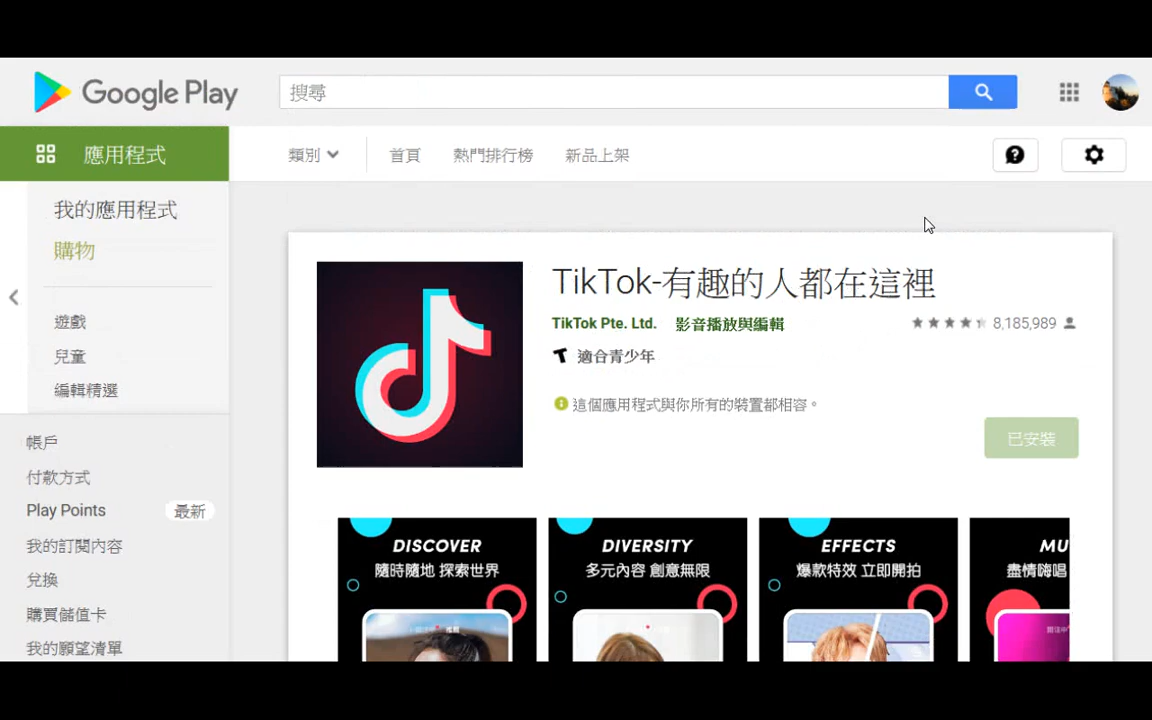 Google Play
搜尋
應用程式
類別
首頁
熱門排行榜
新品上架
我的應用程式
購物
遊戲
兒童
編輯精選
帳戶
付款方式
Play Points 最新
我的訂閱內容
兌換
購買儲值卡
我的願望清單
TikTok-有趣的人都在這裡
TikTok Pte. Ltd. 影音播放與編輯
8,185,989
適合青少年
這個應用程式與你所有的裝置都相容。
已安裝
DISCOVER
隨時隨地 探索世界
DIVERSITY
多元內容 創意無限
EFFECTS
爆款特效 立即開拍
MU
盡情嗨唱